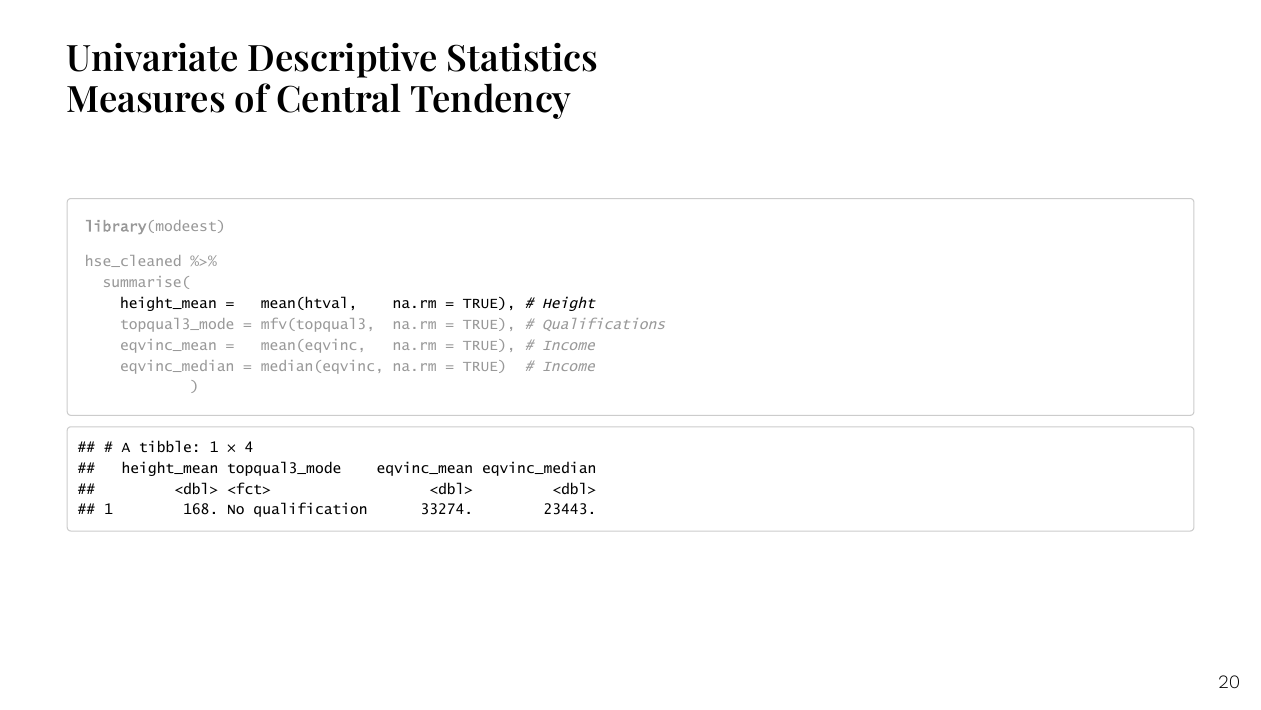 Univariate Descriptive Statistics
Measures of Central Tendency
library(modeest)
hse_cleaned %>%
  summarise(
    height_mean =   mean(htval,    na.rm = TRUE), # Height
    topqual3_mode = mfv(topqual3,  na.rm = TRUE), # Qualifications
    eqvinc_mean =   mean(eqvinc,   na.rm = TRUE), # Income
    eqvinc_median = median(eqvinc, na.rm = TRUE)  # Income
            )
## # A tibble: 1 × 4
##   height_mean topqual3_mode    eqvinc_mean eqvinc_median
##         <dbl> <fct>                  <dbl>         <dbl>
## 1        168. No qualification      33274.        23443.
20